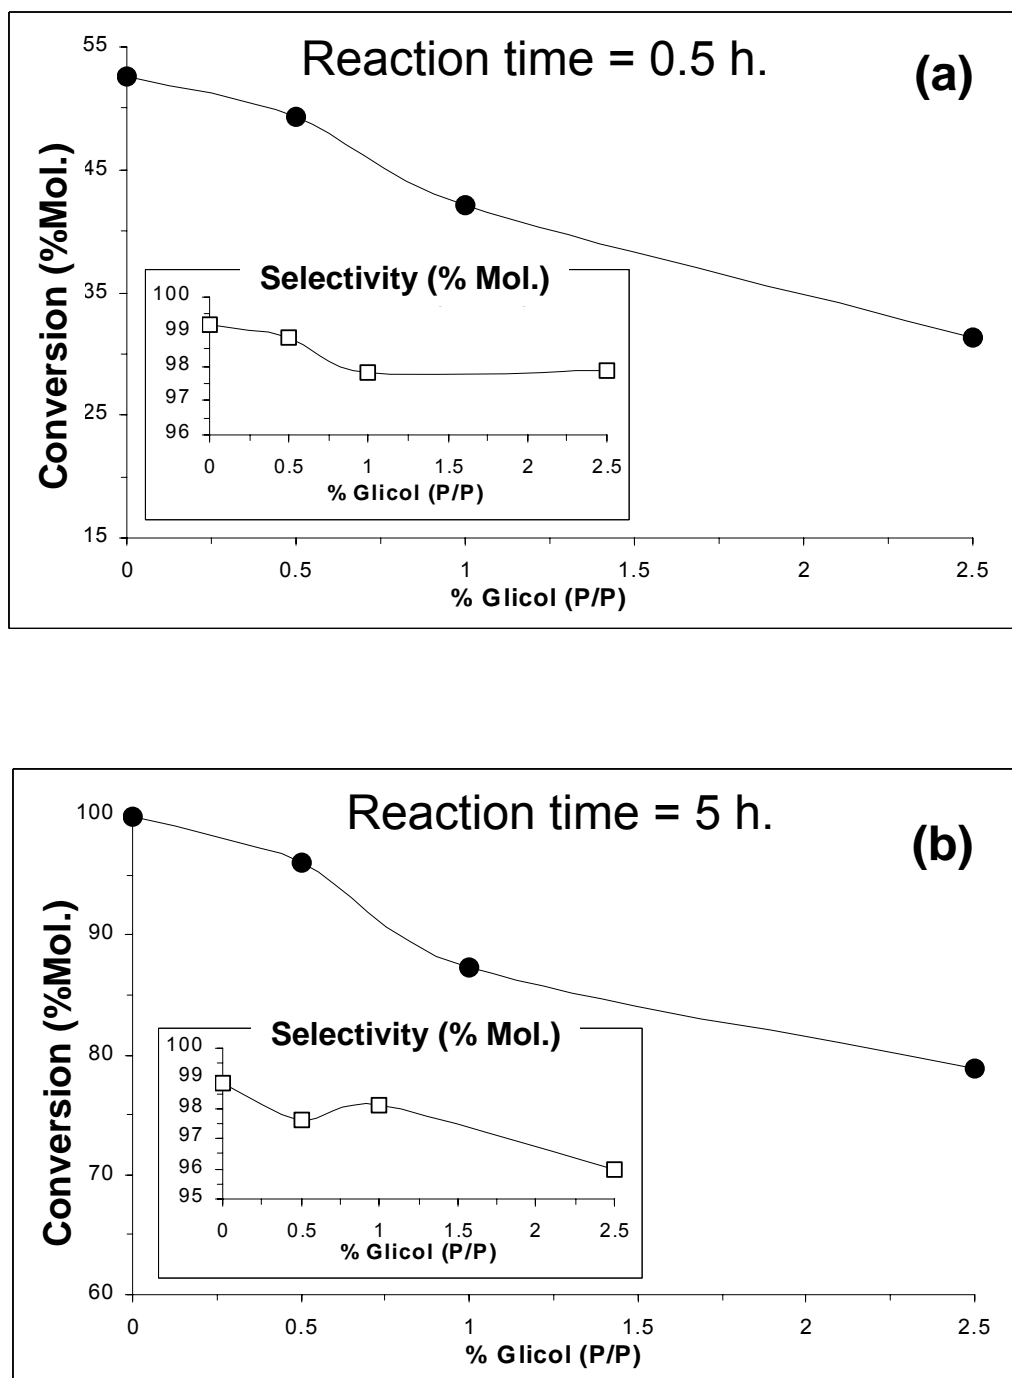 Reaction time = 0.5 h.
(a)
Conversion (%Mol.)
55
45
35
25
15
0 0.5 1 1.5 2 2.5
% Glicol (P/P)
Selectivity (% Mol.)
100
99
98
97
96
0 0.5 1 1.5 2 2.5
% Glicol (P/P)
Reaction time = 5 h.
(b)
Conversion (%Mol.)
100
90
80
70
60
0 0.5 1 1.5 2 2.5
% Glicol (P/P)
Selectivity (% Mol.)
100
99
98
97
96
95
0 0.5 1 1.5 2 2.5
% Glicol (P/P)